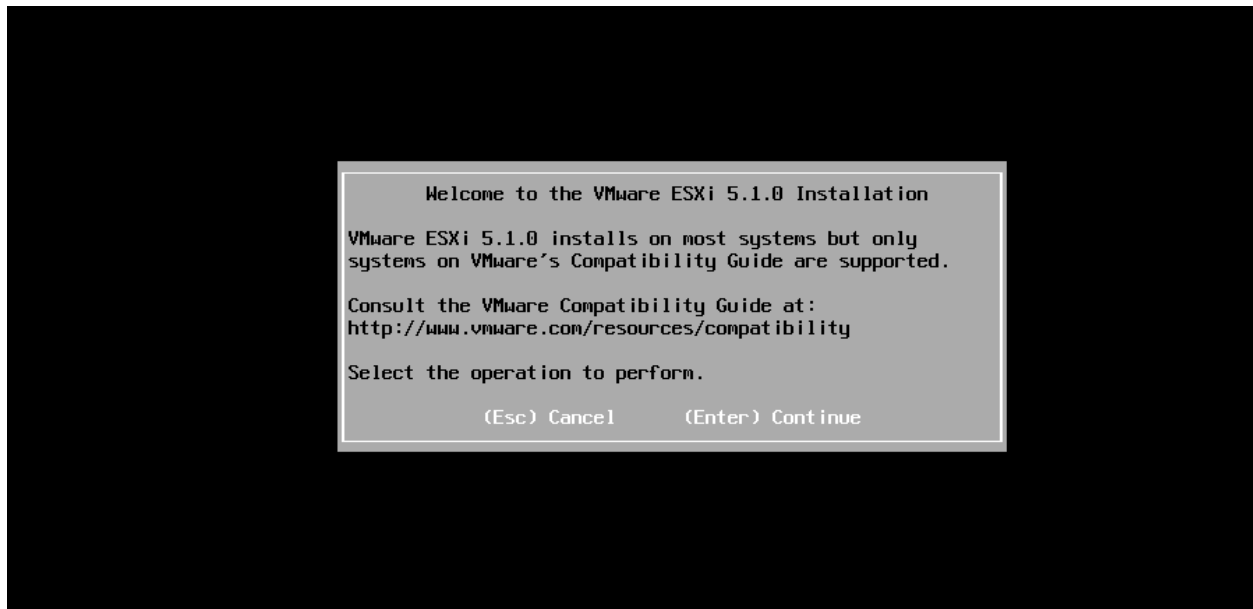 Welcome to the VMware ESXi 5.1.0 Installation
VMware ESXi 5.1.0 installs on most systems but only
systems on VMware's Compatibility Guide are supported.
Consult the VMware Compatibility Guide at:
http://www.vmware.com/resources/compatibility
Select the operation to perform.
(Esc) Cancel (Enter) Continue